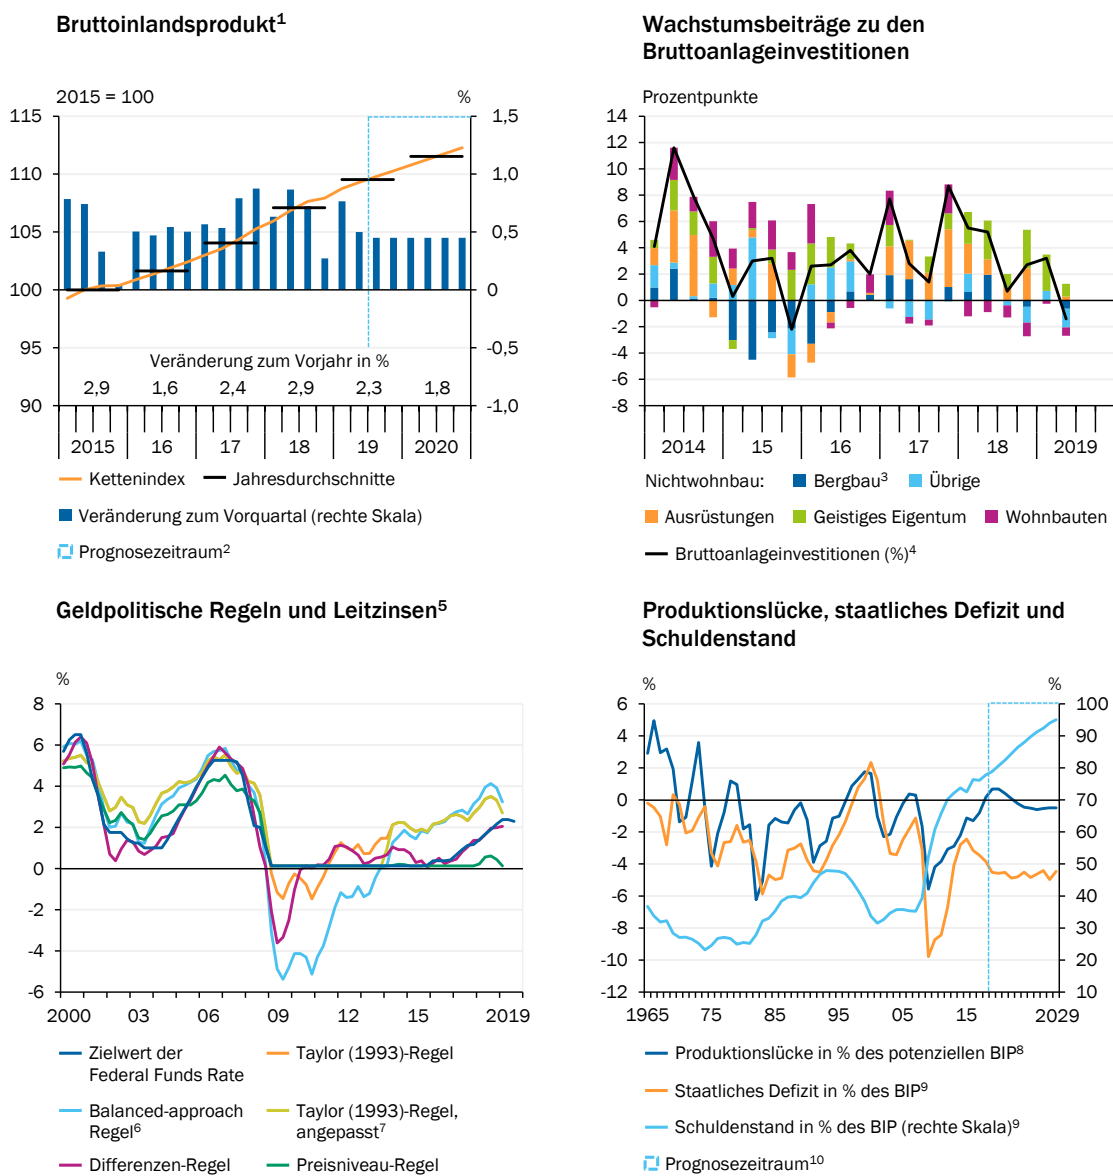 Bruttoinlandsprodukt¹
2015 = 100
%
115
110
105
100
95
90
1,5
1,0
0,5
0
-0,5
-1,0
Veränderung zum Vorjahr in %
2,9 1,6 2,4 2,9 2,3 1,8
2015 16 17 18 19 2020
Kettenindex Jahresdurchschnitte
Veränderung zum Vorquartal (rechte Skala)
Prognosezeitraum²
Wachstumsbeiträge zu den
Bruttoanlageinvestitionen
Prozentpunkte
14
12
10
8
6
4
2
0
-2
-4
-6
-8
2014 15 16 17 18 2019
Nichtwohnbau: Bergbau³ Übrige
Ausrüstungen Geistiges Eigentum Wohnbauten
Bruttoanlageinvestitionen (%)⁴
Geldpolitische Regeln und Leitzinsen⁵
%
8
6
4
2
0
-2
-4
-6
2000 03 06 09 12 15 2019
Zielwert der
Federal Funds Rate
Taylor (1993)-Regel
Balanced-approach
Regel⁶
Taylor (1993)-Regel,
angepasst⁷
Differenzen-Regel Preisniveau-Regel
Produktionslücke, staatliches Defizit und
Schuldenstand
%
%
6
4
2
0
-2
-4
-6
-8
-10
-12
100
90
80
70
60
50
40
30
20
10
1965 75 85 95 05 15 2029
Produktionslücke in % des potenziellen BIP⁸
Staatliches Defizit in % des BIP⁹
Schuldenstand in % des BIP (rechte Skala)⁹
Prognosezeitraum¹⁰